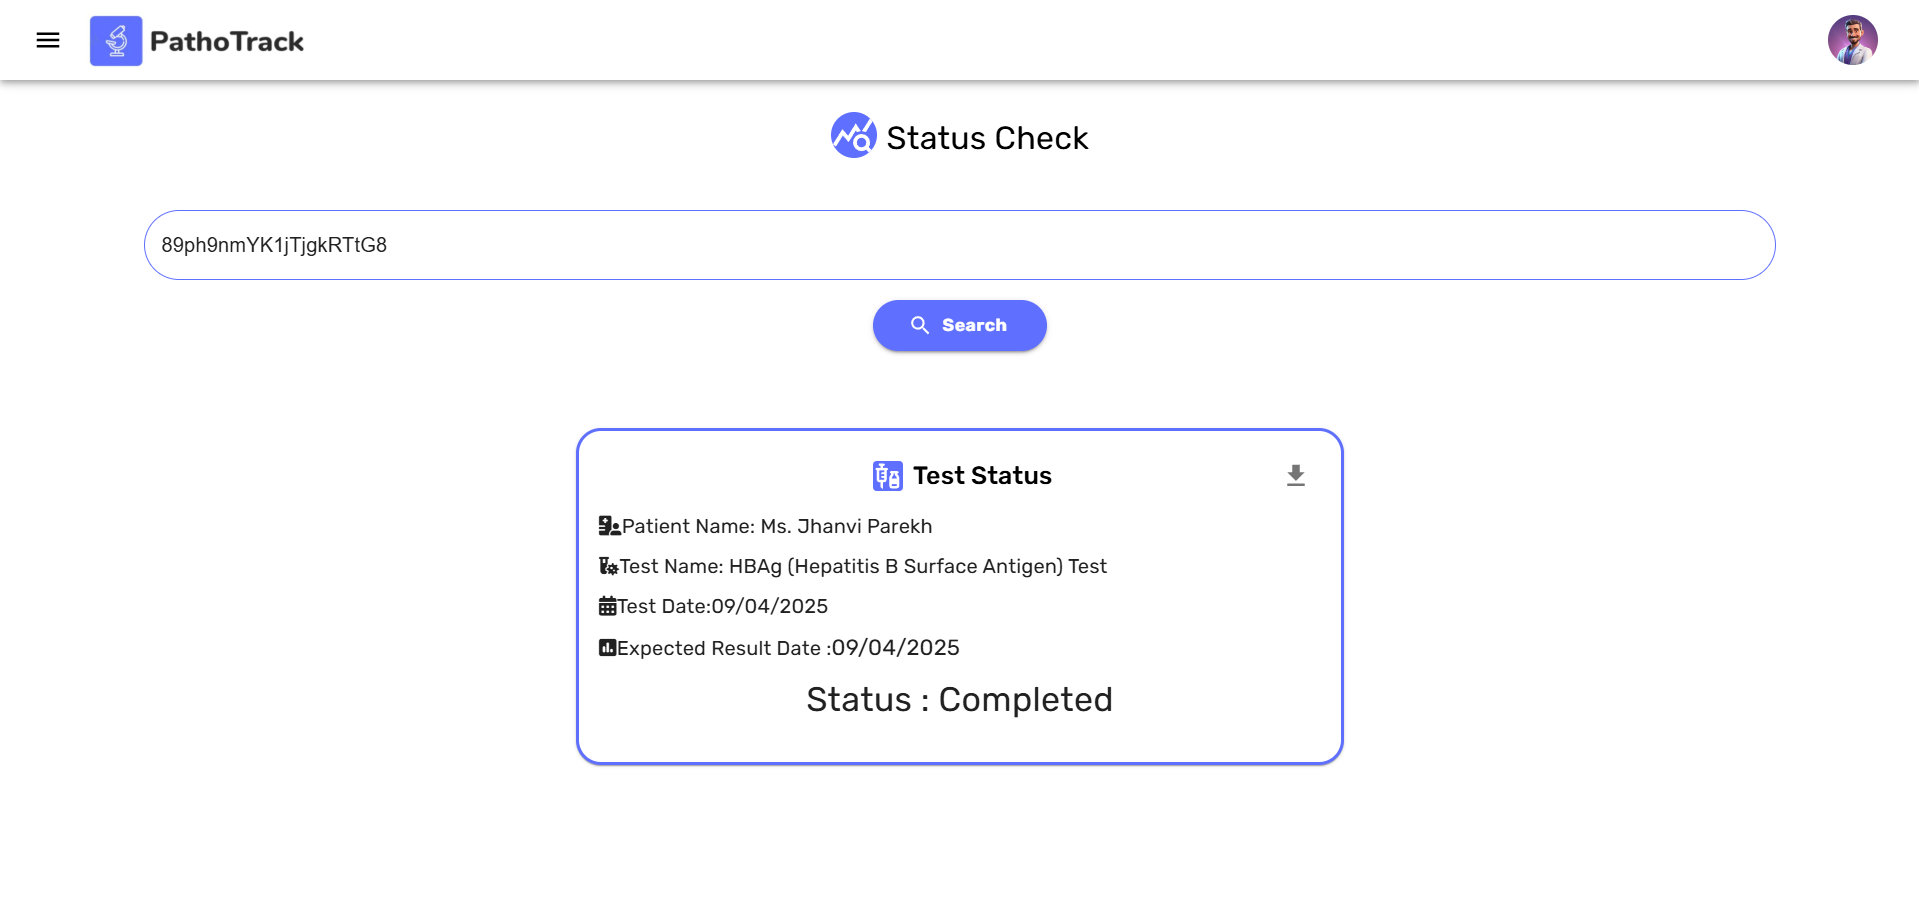 PathoTrack
Status Check
89ph9nmYK1jTjgkRTtG8
Search
Test Status
Patient Name: Ms. Jhanvi Parekh
Test Name: HBAg (Hepatitis B Surface Antigen) Test
Test Date:09/04/2025
Expected Result Date :09/04/2025
Status : Completed